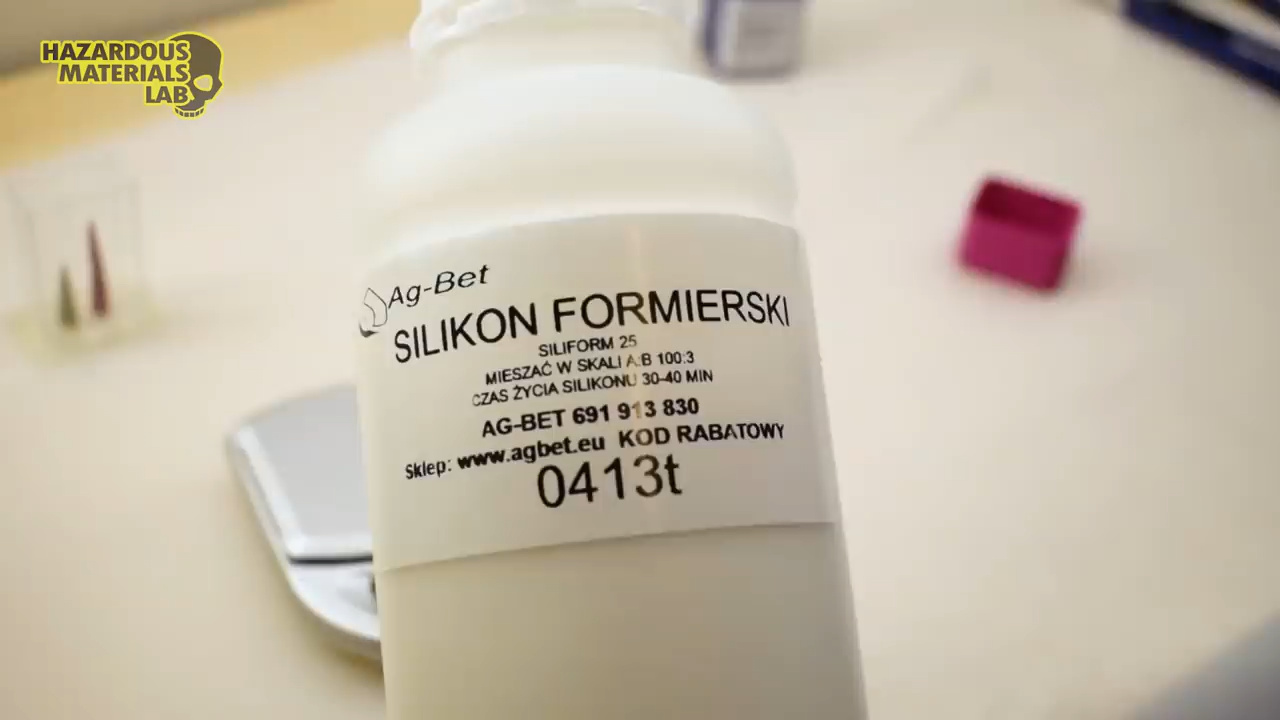 HAZARDOUS
MATERIALS
LAB
Ag-Bet
SILIKON FORMIERSKI
SILIFORM 25
MIESZAĆ W SKALI A:B 100:3
CZAS ŻYCIA SILIKONU 30-40 MIN
AG-BET 691 913 830
Sklep: www.agbet.eu KOD RABATOWY
0413t